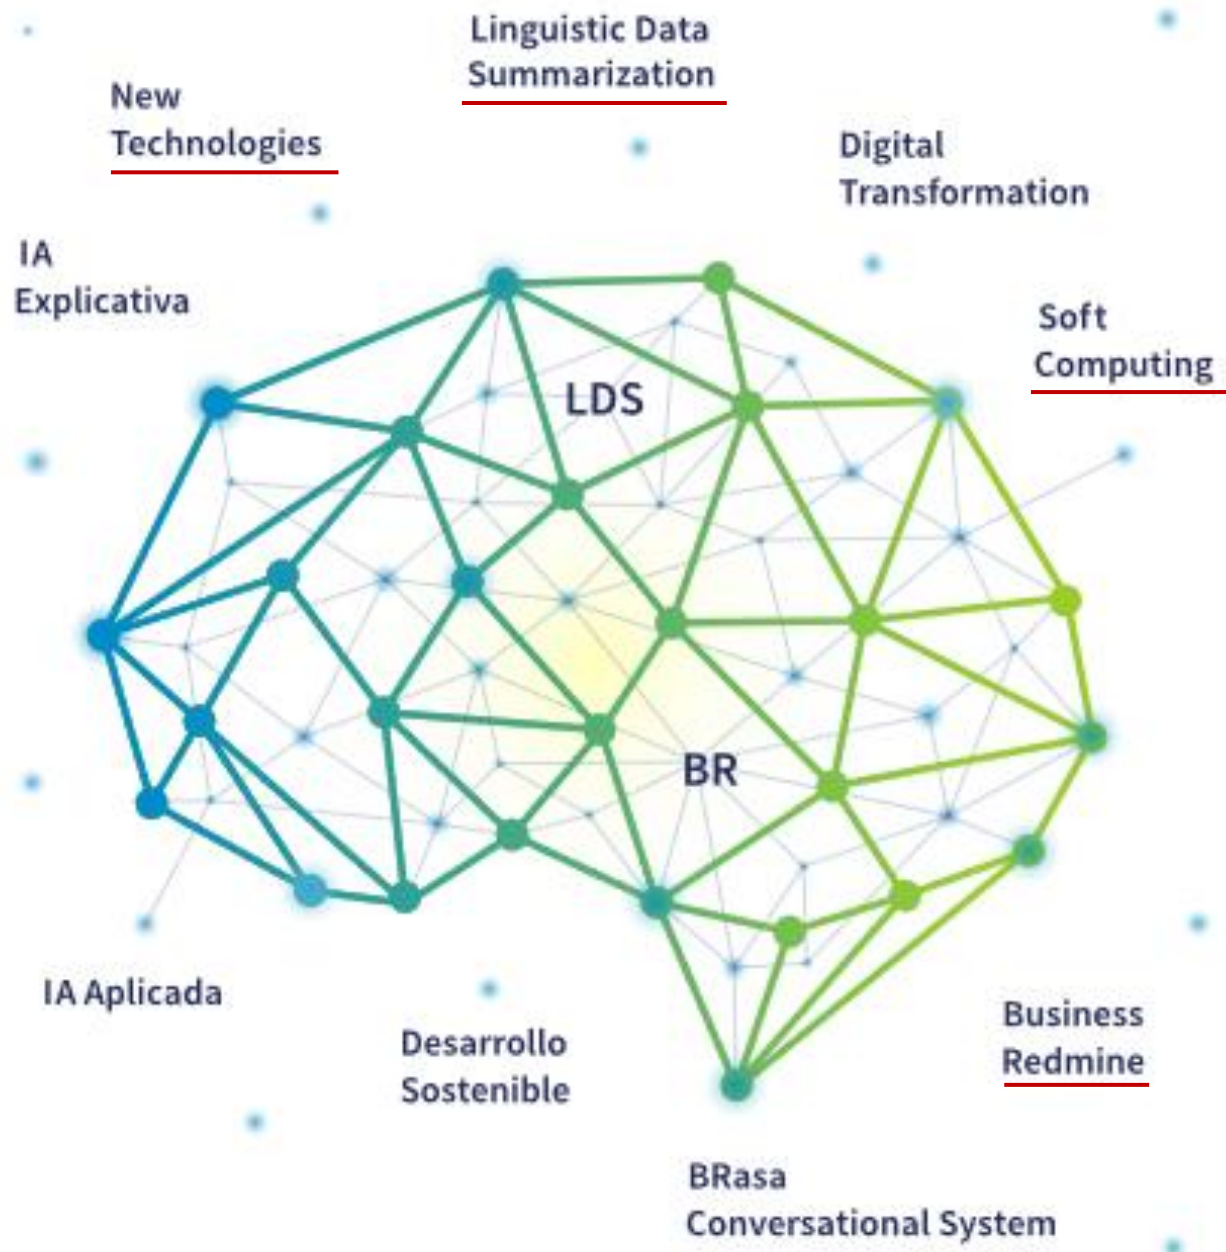 Linguistic Data
Summarization
New
Technologies
Digital
Transformation
IA
Explicativa
Soft
Computing
LDS
BR
IA Aplicada
Desarrollo
Sostenible
Business
Redmine
BRasa
Conversational System